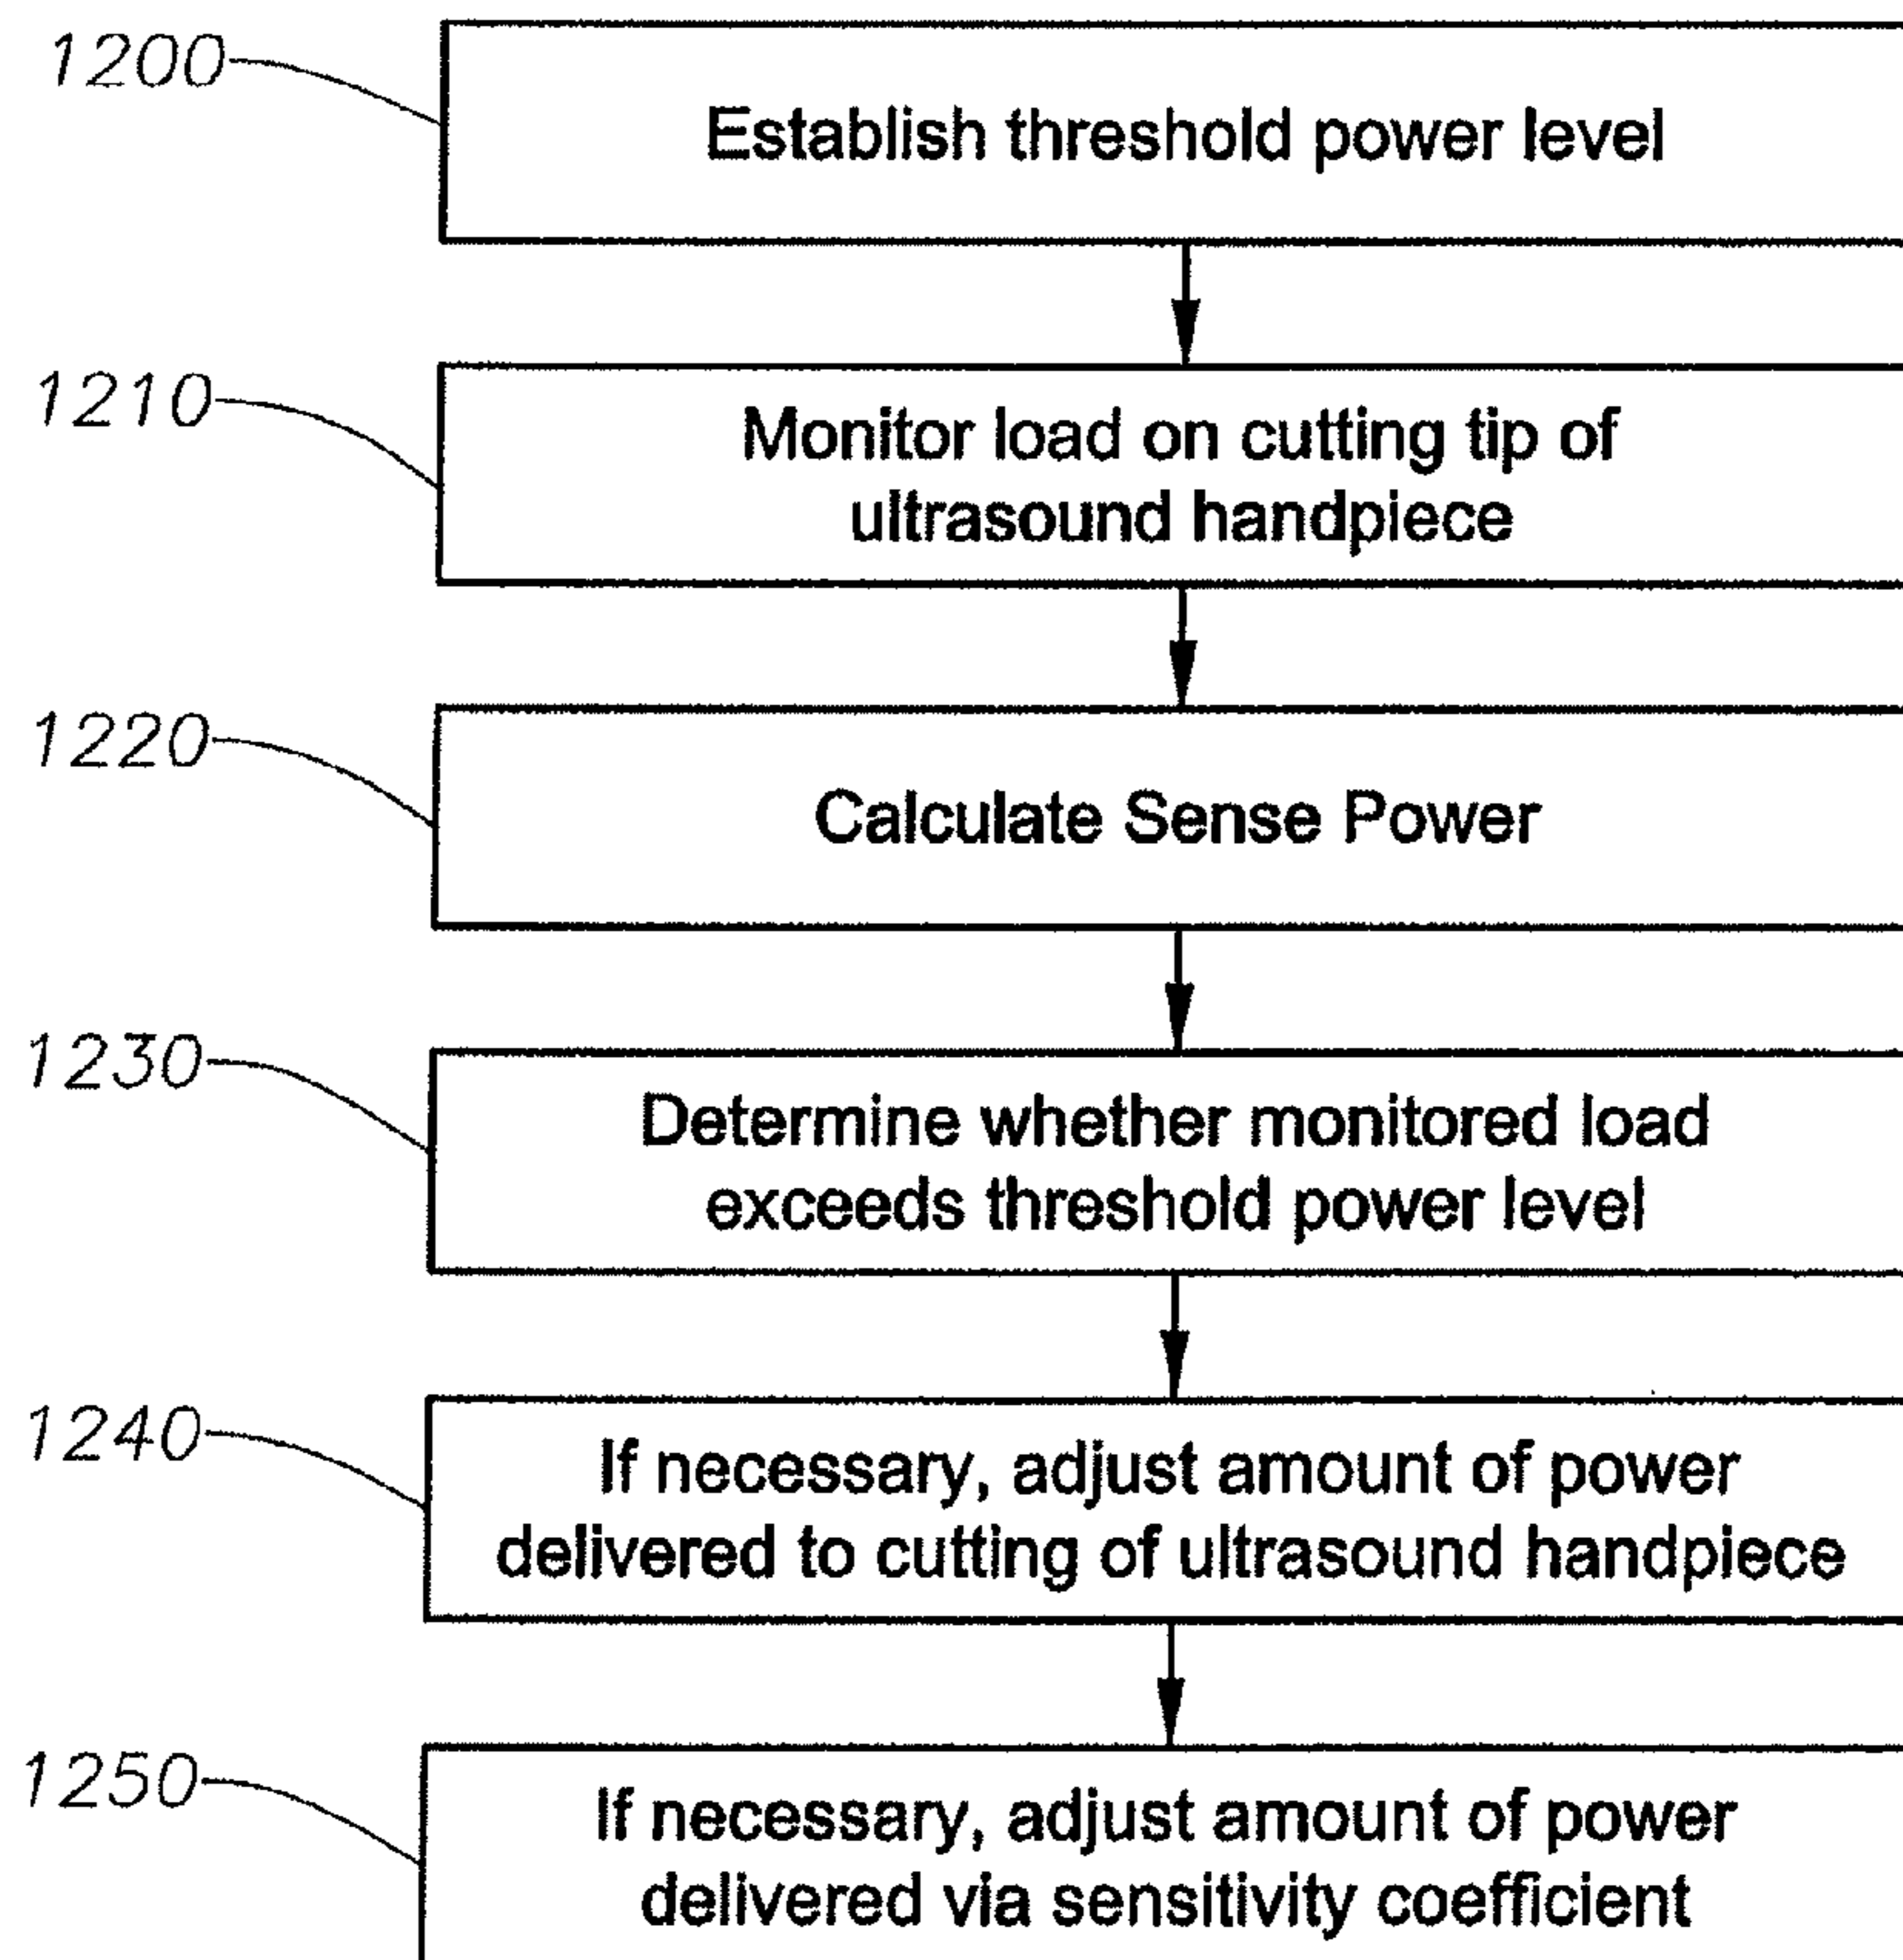 1200
Establish threshold power level
1210
Monitor load on cutting tip of
ultrasound handpiece
1220
Calculate Sense Power
1230
Determine whether monitored load
exceeds threshold power level
1240
If necessary, adjust amount of power
delivered to cutting of ultrasound handpiece
1250
If necessary, adjust amount of power
delivered via sensitivity coefficient